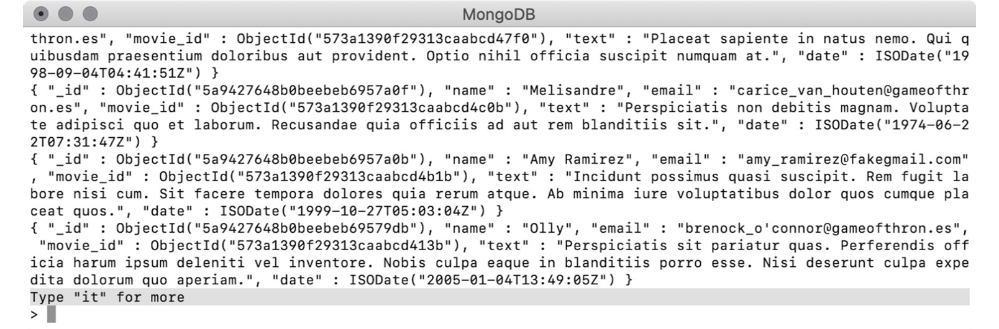 MongoDB
thron.es", "movie_id" : ObjectId("573a1390f29313caabcd47f0"), "text" : "Placeat sapiente in natus nemo. Qui q
uibusdam praesentium doloribus aut provident. Optio nihil officia suscipit numquam at.", "date" : ISODate("19
98-09-04T04:41:51Z") }
{ "_id" : ObjectId("5a9427648b0beebeb6957a0f"), "name" : "Melisandre", "email" : "carice_van_houten@gameofthr
on.es", "movie_id" : ObjectId("573a1390f29313caabcd4c0b"), "text" : "Perspiciatis non debitis magnam. Volupta
te adipisci quo et laborum. Recusandae quia officiis ad aut rem blanditiis sit.", "date" : ISODate("1974-06-2
2T07:31:47Z") }
{ "_id" : ObjectId("5a9427648b0beebeb6957a0b"), "name" : "Amy Ramirez", "email" : "amy_ramirez@fakegmail.com"
, "movie_id" : ObjectId("573a1390f29313caabcd4b1b"), "text" : "Incidunt possimus quasi suscipit. Rem fugit la
bore nisi cum. Sit facere tempora dolores quia rerum atque. Ab minima iure voluptatibus dolor quos cumque pla
ceat quos.", "date" : ISODate("1999-10-27T05:03:04Z") }
{ "_id" : ObjectId("5a9427648b0beebeb69579db"), "name" : "Olly", "email" : "brenock_o'connor@gameofthron.es",
 "movie_id" : ObjectId("573a1390f29313caabcd413b"), "text" : "Perspiciatis sit pariatur quas. Perferendis off
icia harum ipsum deleniti vel inventore. Nobis culpa eaque in blanditiis porro esse. Nisi deserunt culpa expe
dita dolorum quo aperiam.", "date" : ISODate("2005-01-04T13:49:05Z") }
Type "it" for more
>